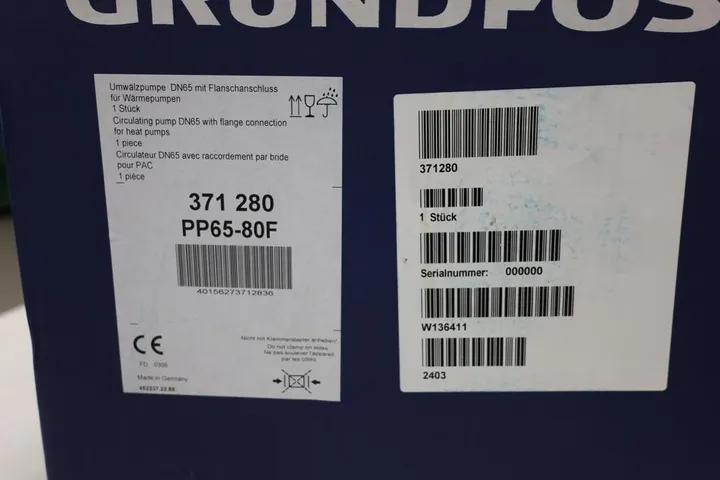 GRUNDFOS
Umwälzpumpe DN65 mit Flanschanschluss
für Wärmepumpen
1 Stück
Circulating pump DN65 with flange connection
for heat pumps
1 piece
Circulateur DN65 avec raccordement par bride
pour PAC
1 pièce
371 280
PP65-80F
40156273712836
CE
FD 0305
Made in Germany
Nicht mit Klammerstapler anheben!
Do not clamp on sides
Ne pas soulever l'appareil
par les côtés
371280
1 Stück
Serialnummer: 000000
W136411
2403